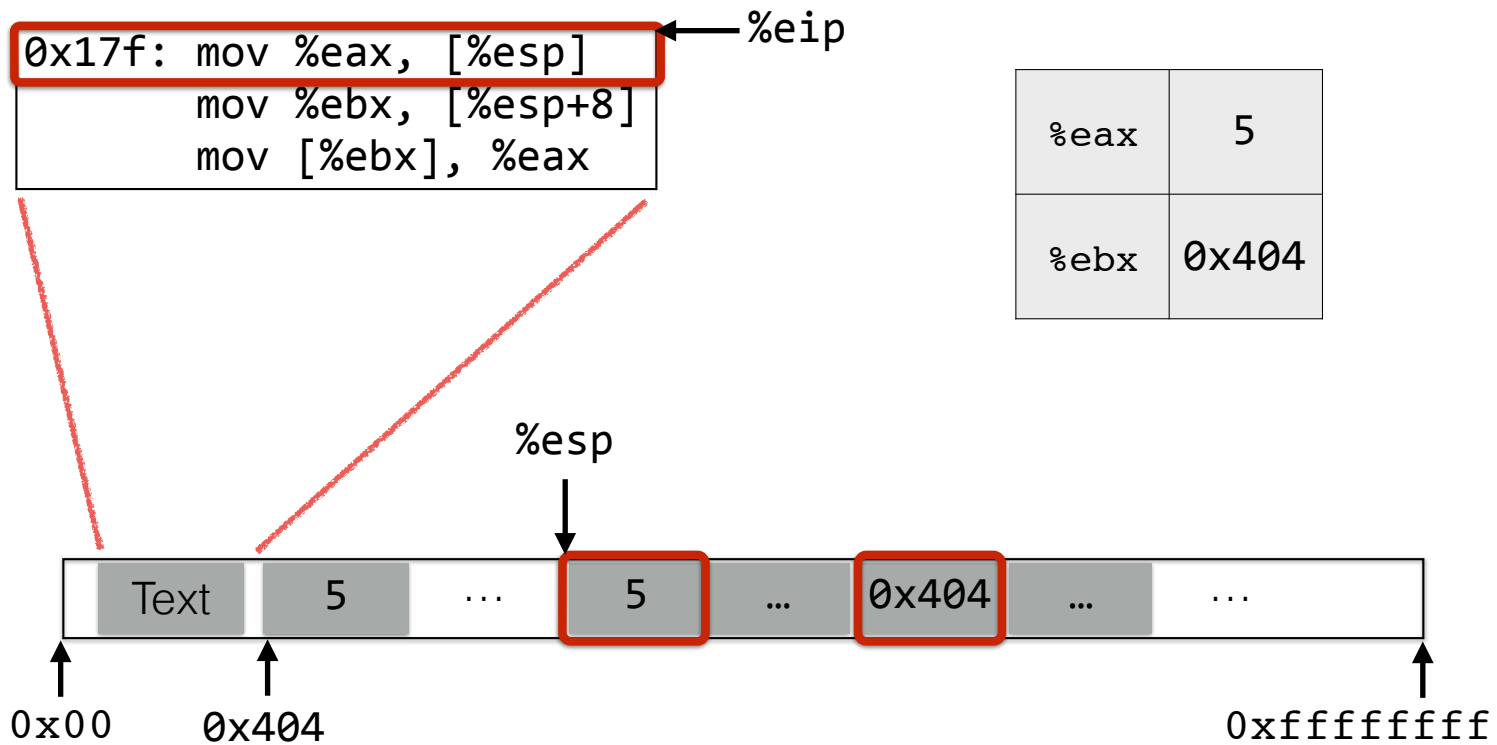 %eip
0x17f: mov %eax, [%esp]
mov %ebx, [%esp+8]
mov [%ebx], %eax
%eax 5
%ebx 0x404
%esp
Text 5 ... 5 … 0x404 … ...
0x00 0x404 0xffffffff